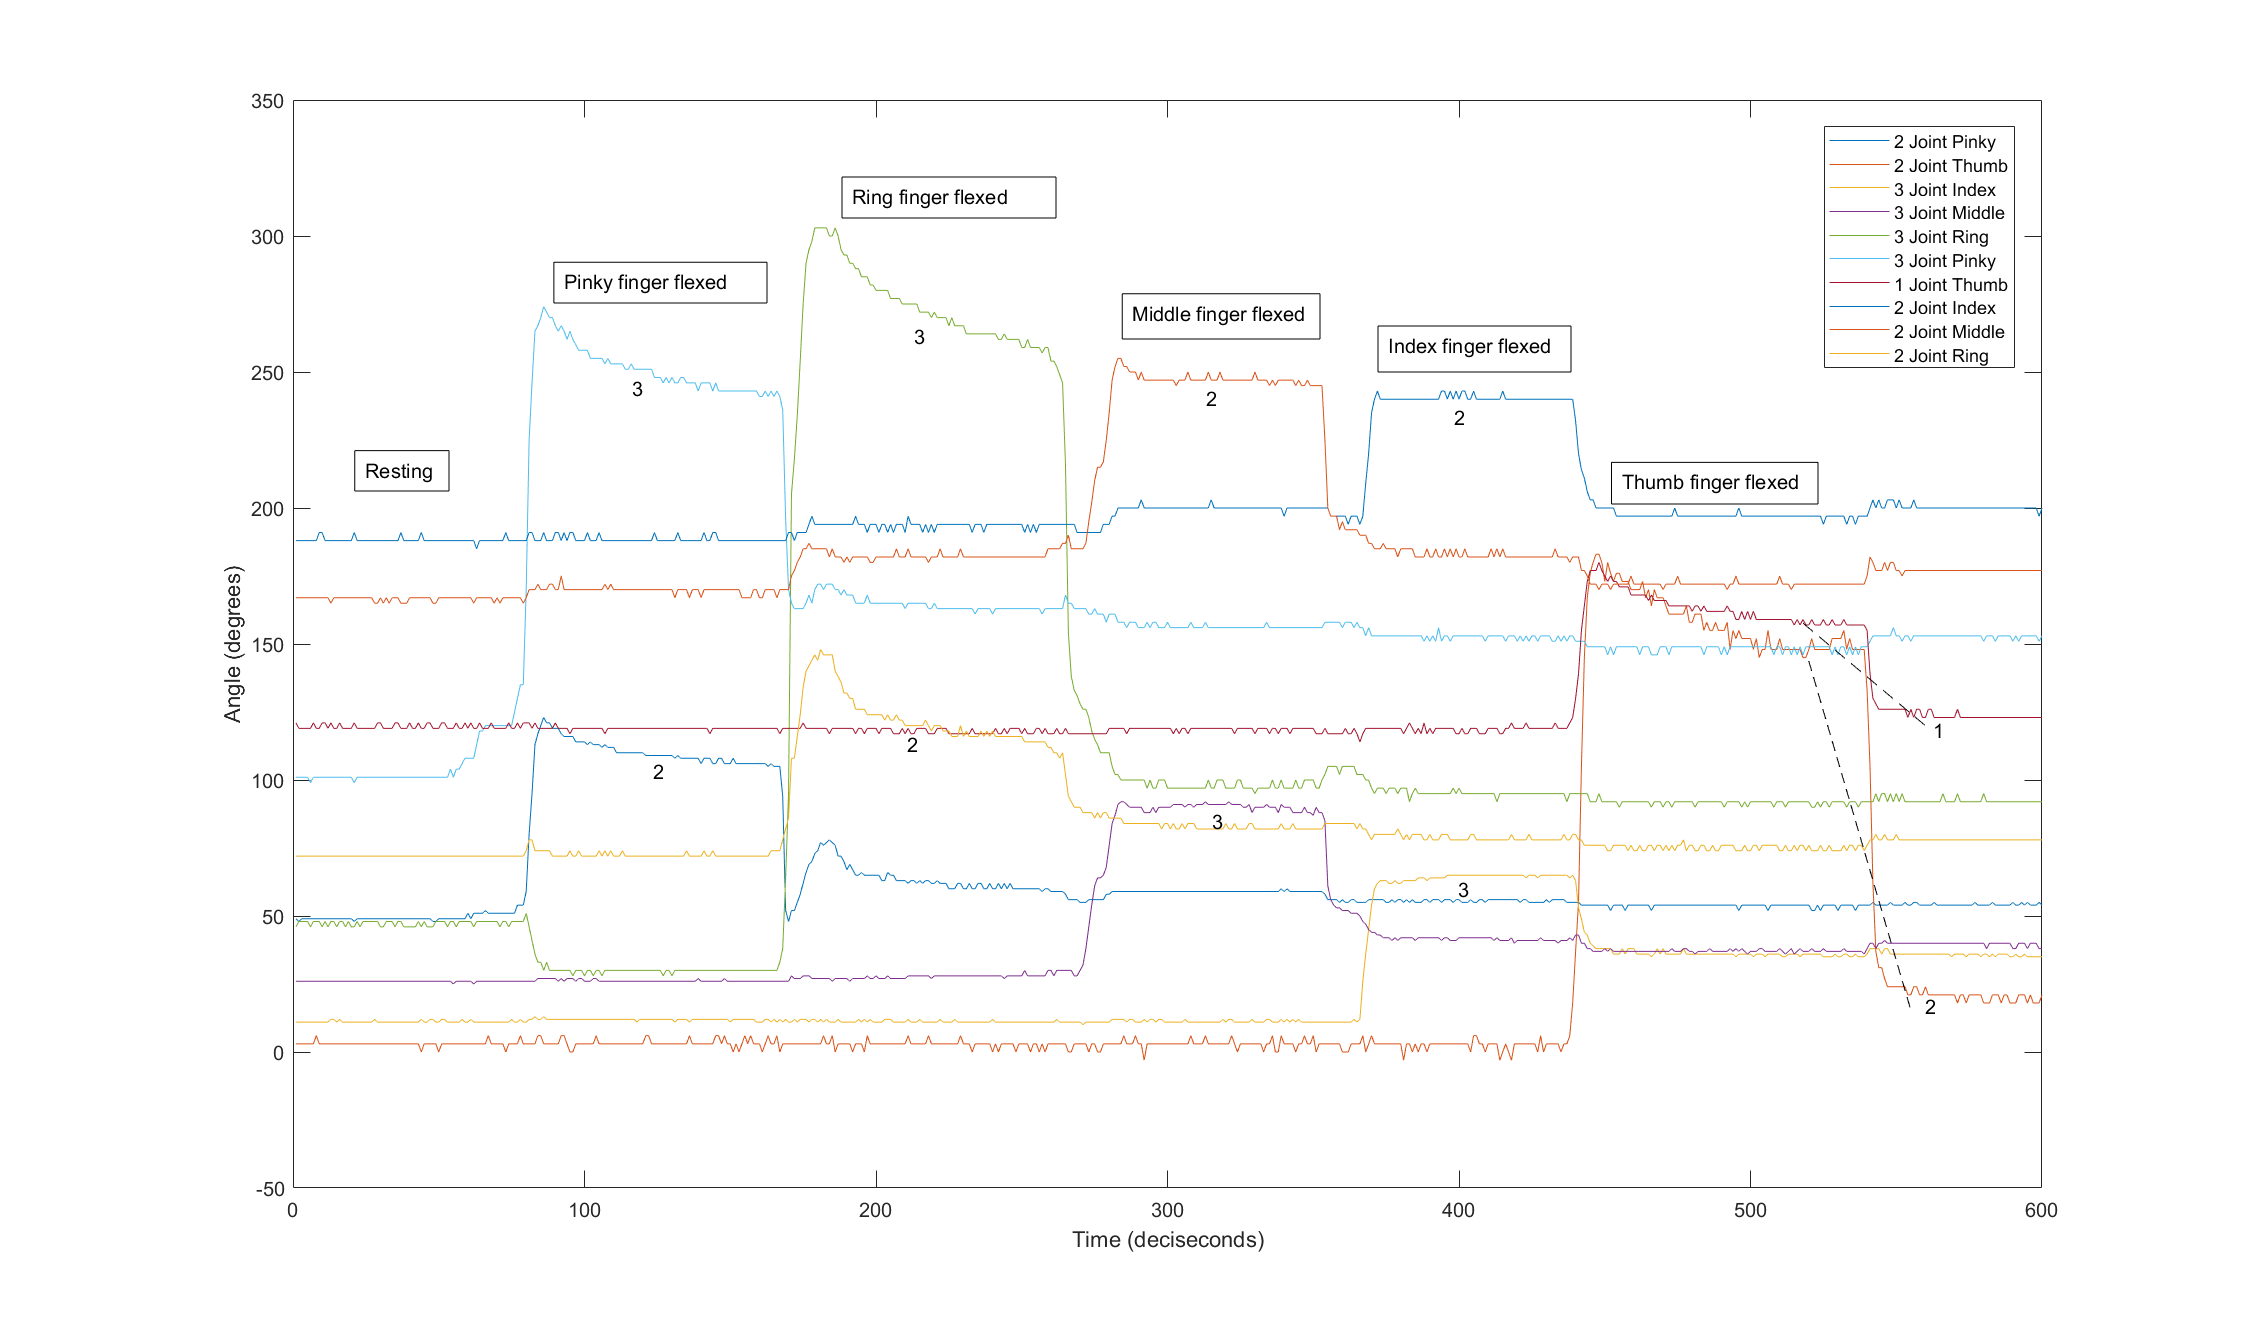 350
300
250
200
150
100
50
0
-50
0
100
200
300
400
500
600
Angle (degrees)
Time (deciseconds)
Resting
Pinky finger flexed
Ring finger flexed
Middle finger flexed
Index finger flexed
Thumb finger flexed
3
2
3
2
2
3
2
3
1
2
2 Joint Pinky
2 Joint Thumb
3 Joint Index
3 Joint Middle
3 Joint Ring
3 Joint Pinky
1 Joint Thumb
2 Joint Index
2 Joint Middle
2 Joint Ring